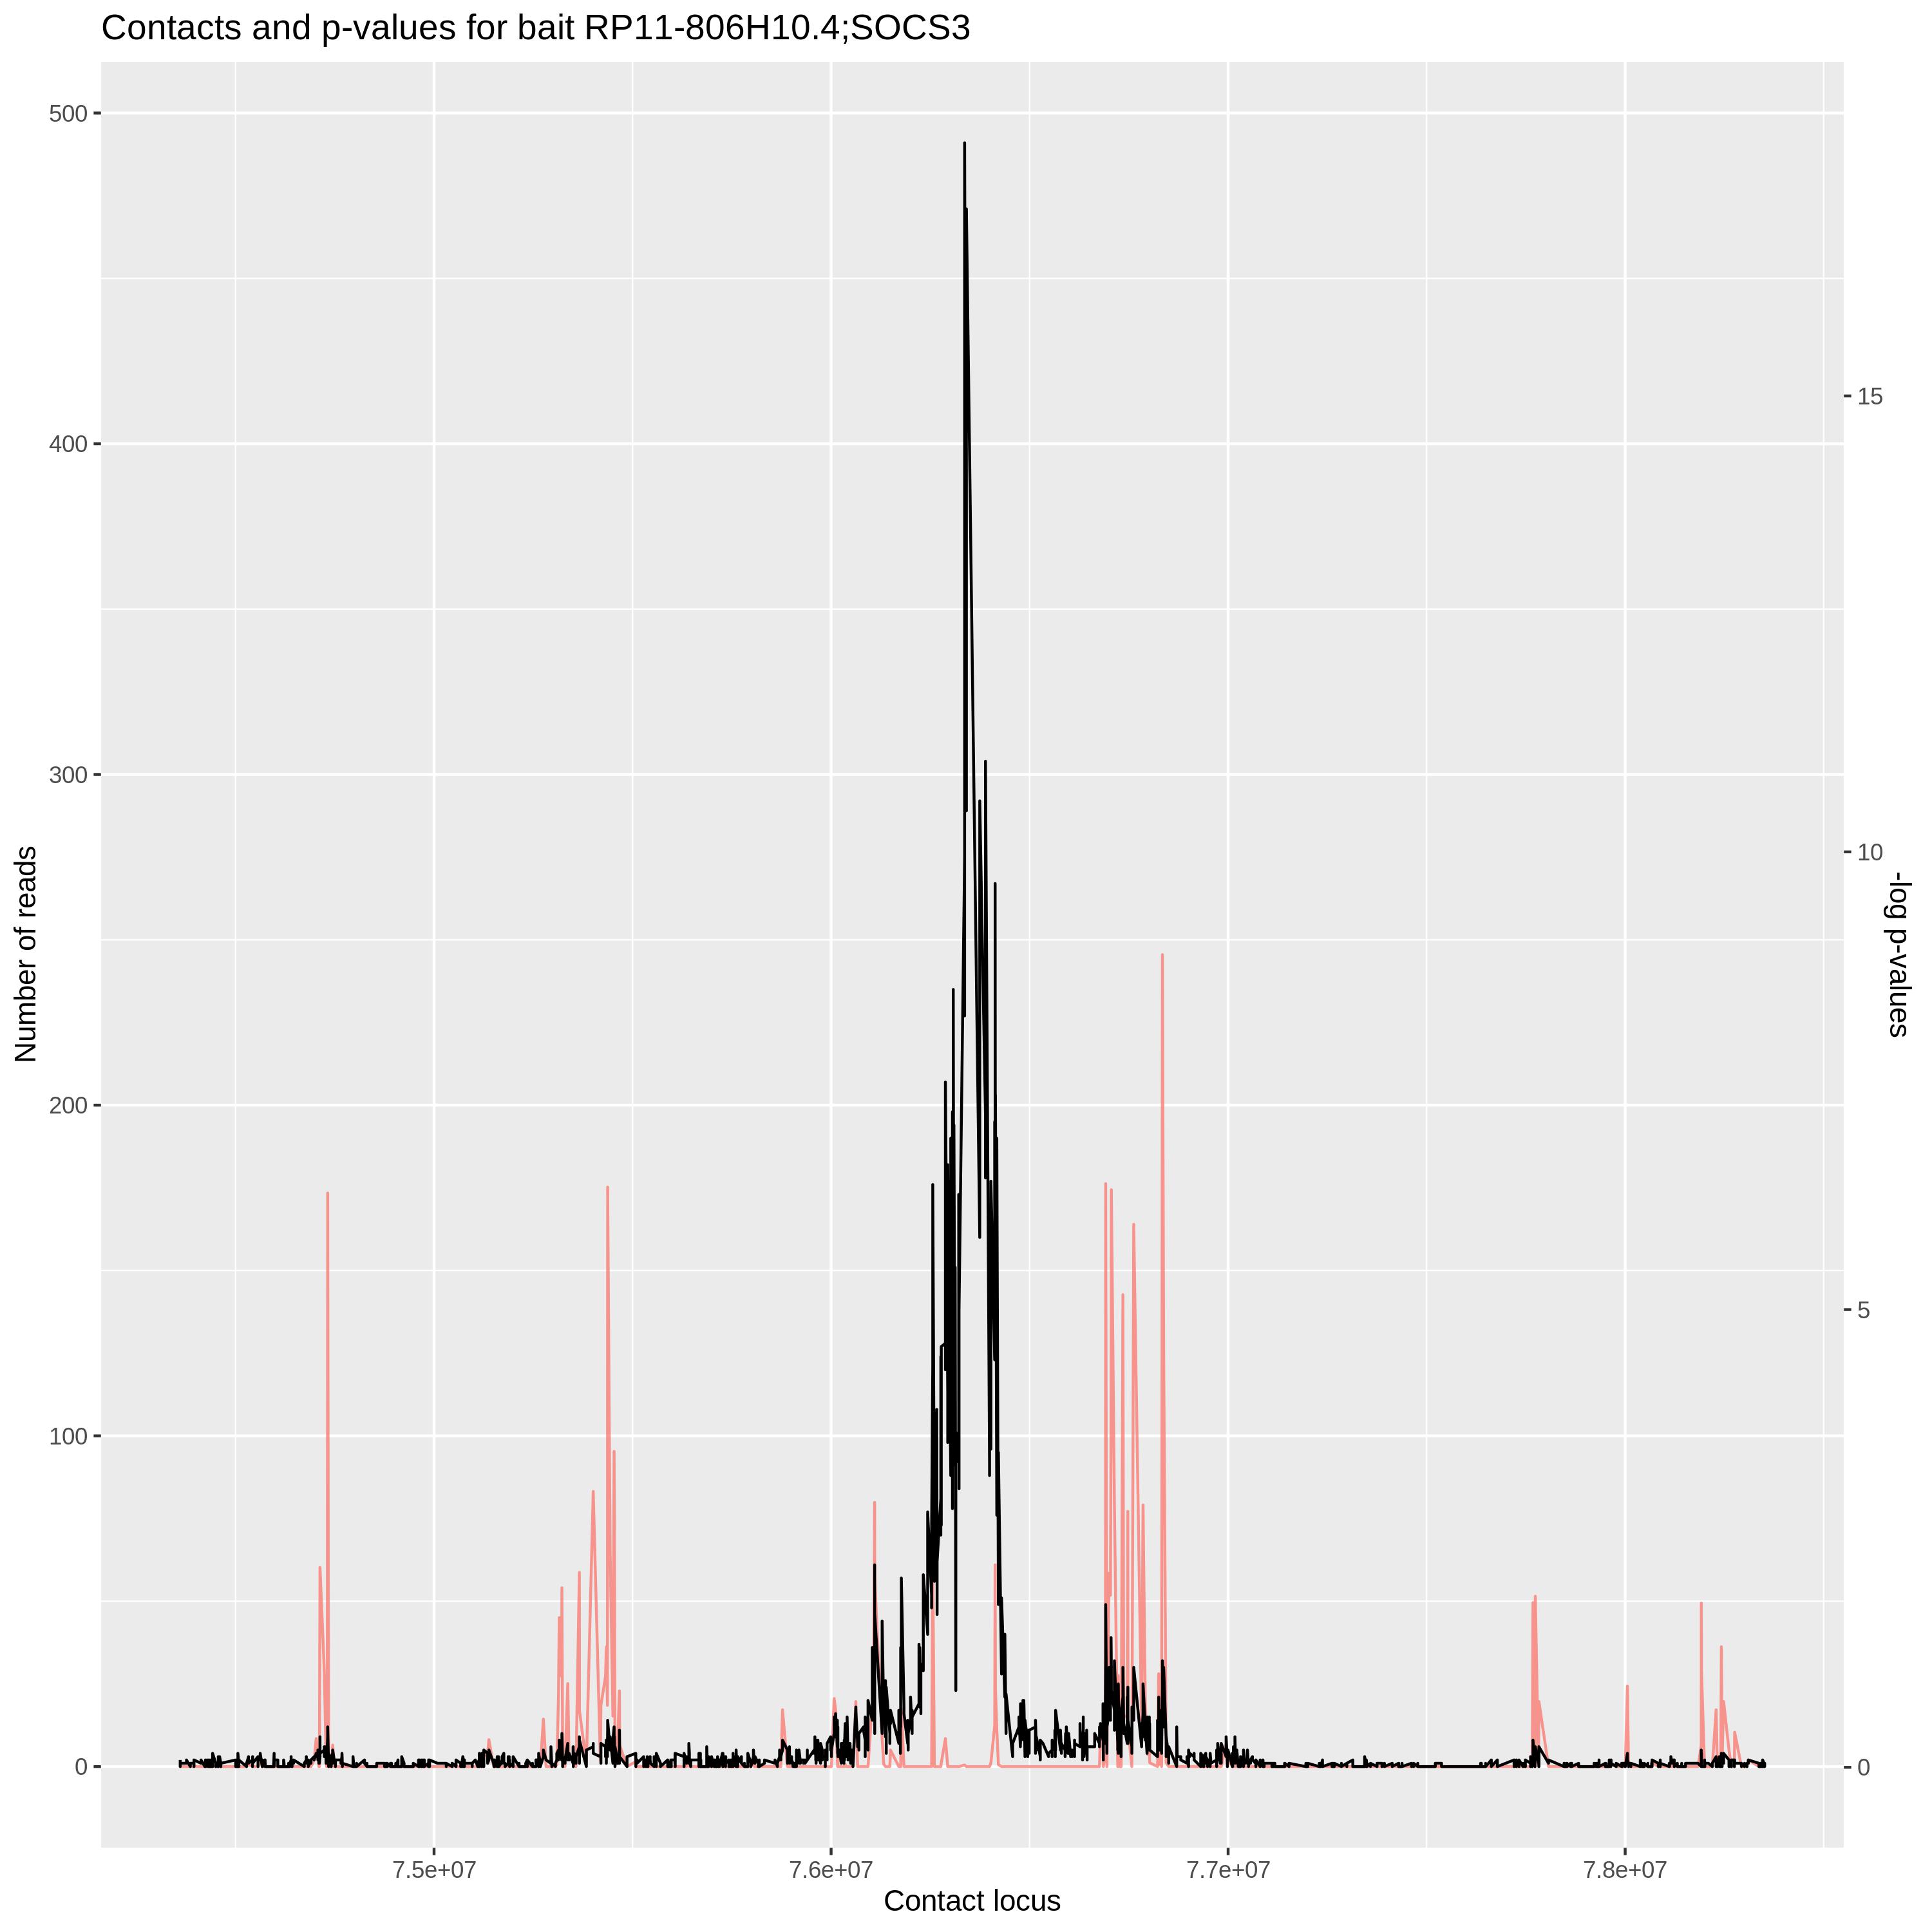 Contacts and p-values for bait RP11-806H10.4;SOCS3
500
400
300
200
100
0
Number of reads
15
10
5
0
-log p-values
7.5e+07 7.6e+07 7.7e+07 7.8e+07
Contact locus